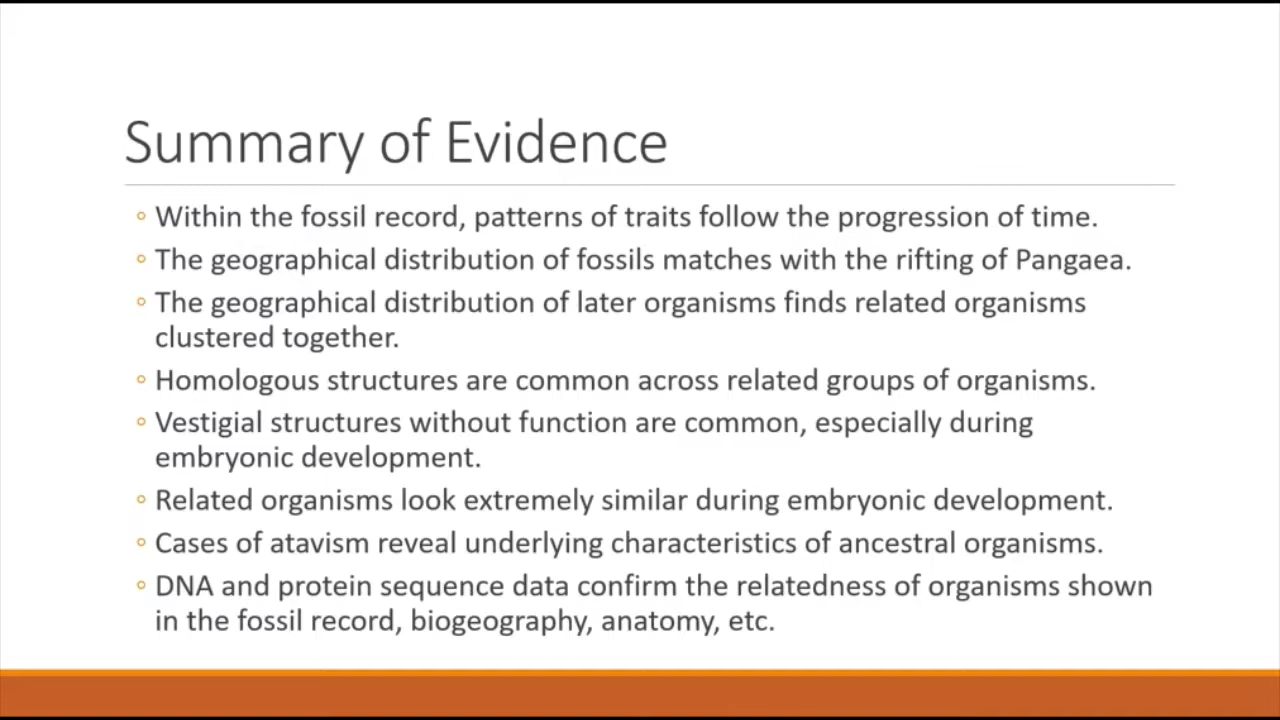 Summary of Evidence
◦ Within the fossil record, patterns of traits follow the progression of time.
◦ The geographical distribution of fossils matches with the rifting of Pangaea.
◦ The geographical distribution of later organisms finds related organisms
clustered together.
◦ Homologous structures are common across related groups of organisms.
◦ Vestigial structures without function are common, especially during
embryonic development.
◦ Related organisms look extremely similar during embryonic development.
◦ Cases of atavism reveal underlying characteristics of ancestral organisms.
◦ DNA and protein sequence data confirm the relatedness of organisms shown
in the fossil record, biogeography, anatomy, etc.